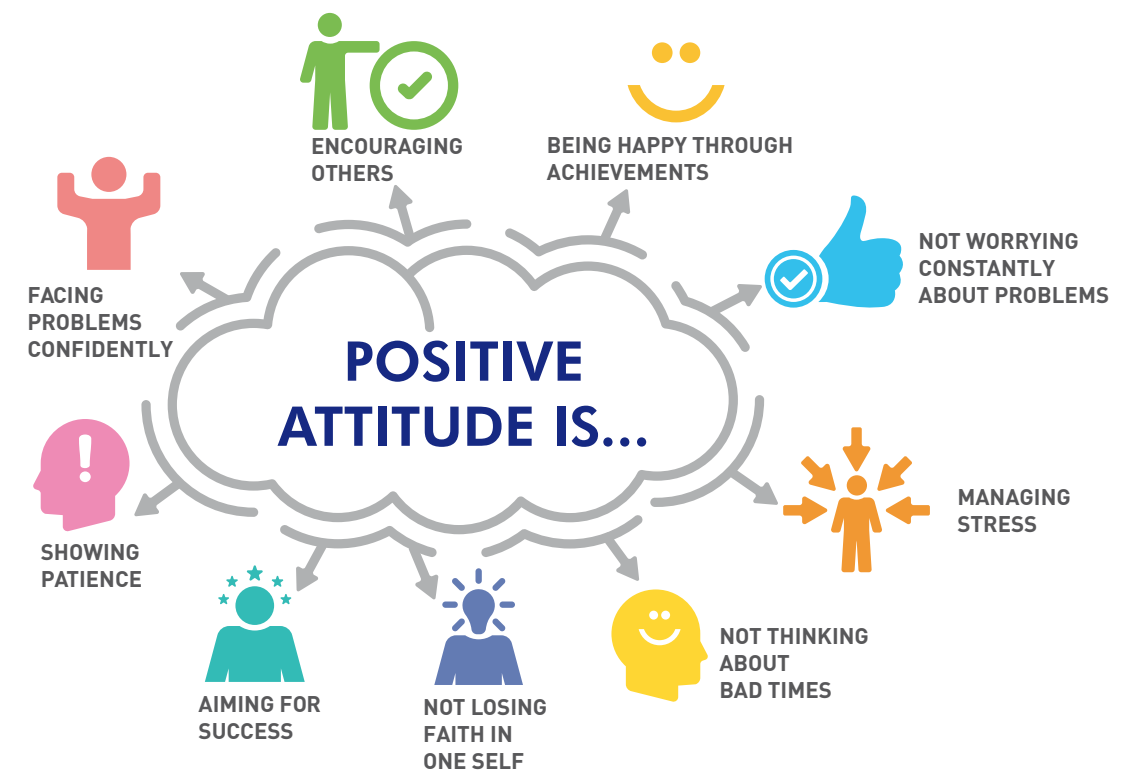 ENCOURAGING
OTHERS
BEING HAPPY THROUGH
ACHIEVEMENTS
NOT WORRYING
CONSTANTLY
ABOUT PROBLEMS
FACING
PROBLEMS
CONFIDENTLY
POSITIVE
ATTITUDE IS...
MANAGING
STRESS
SHOWING
PATIENCE
NOT THINKING
ABOUT
BAD TIMES
AIMING FOR
SUCCESS
NOT LOSING
FAITH IN
ONE SELF